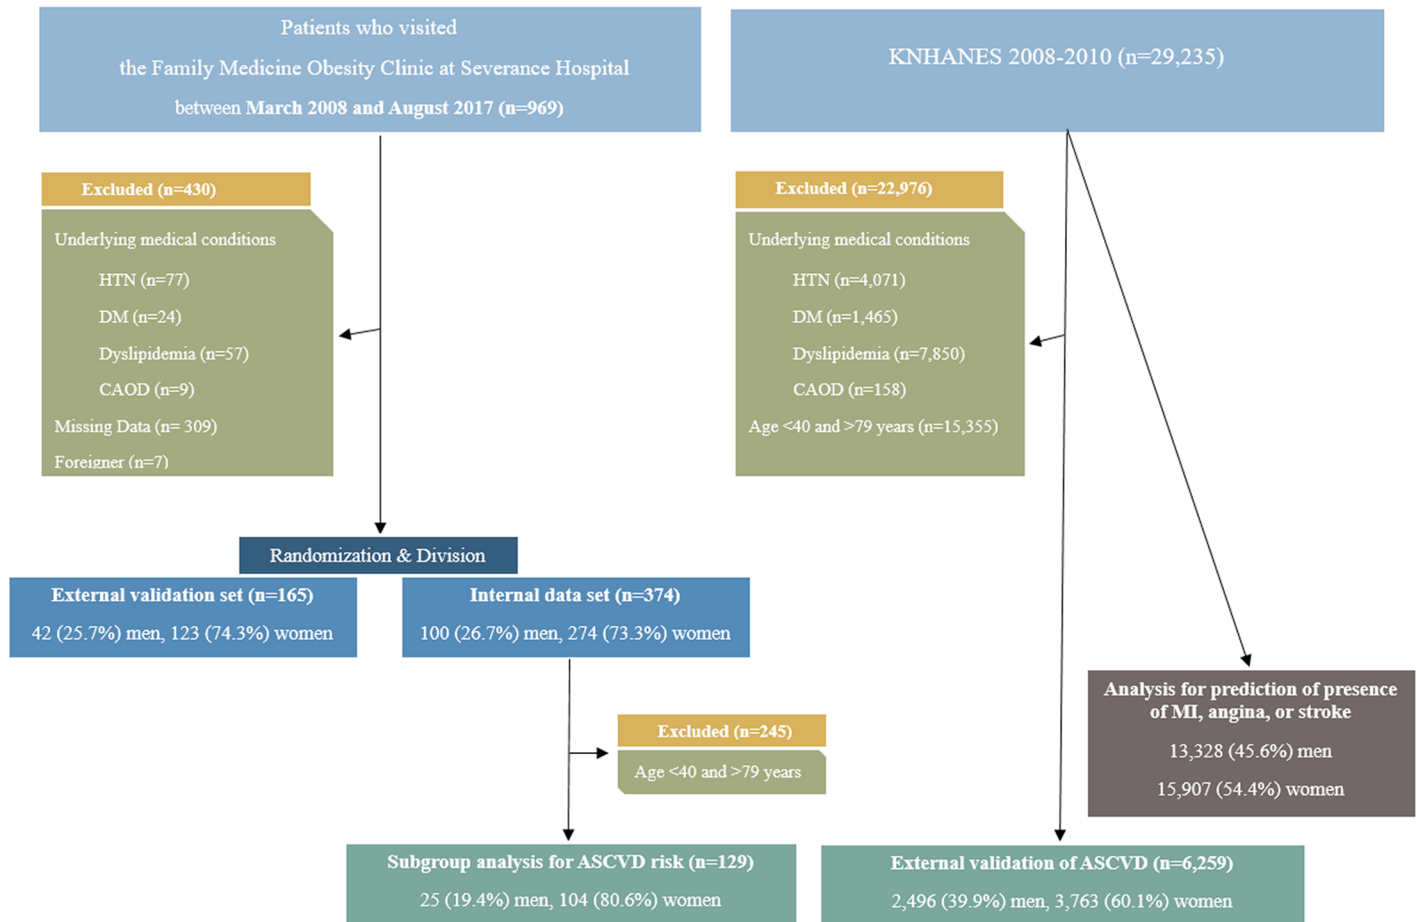 Patients who visited
the Family Medicine Obesity Clinic at Severance Hospital
between March 2008 and August 2017 (n=969)
Excluded (n=430)
Underlying medical conditions
HTN (n=77)
DM (n=24)
Dyslipidemia (n=57)
CAOD (n=9)
Missing Data (n= 309)
Foreigner (n=7)
KNHANES 2008-2010 (n=29,235)
Excluded (n=22,976)
Underlying medical conditions
HTN (n=4,071)
DM (n=1,465)
Dyslipidemia (n=7,850)
CAOD (n=158)
Age <40 and >79 years (n=15,355)
Randomization & Division
External validation set (n=165)
42 (25.7%) men, 123 (74.3%) women
Internal data set (n=374)
100 (26.7%) men, 274 (73.3%) women
Excluded (n=245)
Age <40 and >79 years
Analysis for prediction of presence
of MI, angina, or stroke
13,328 (45.6%) men
15,907 (54.4%) women
Subgroup analysis for ASCVD risk (n=129)
25 (19.4%) men, 104 (80.6%) women
External validation of ASCVD (n=6,259)
2,496 (39.9%) men, 3,763 (60.1%) women